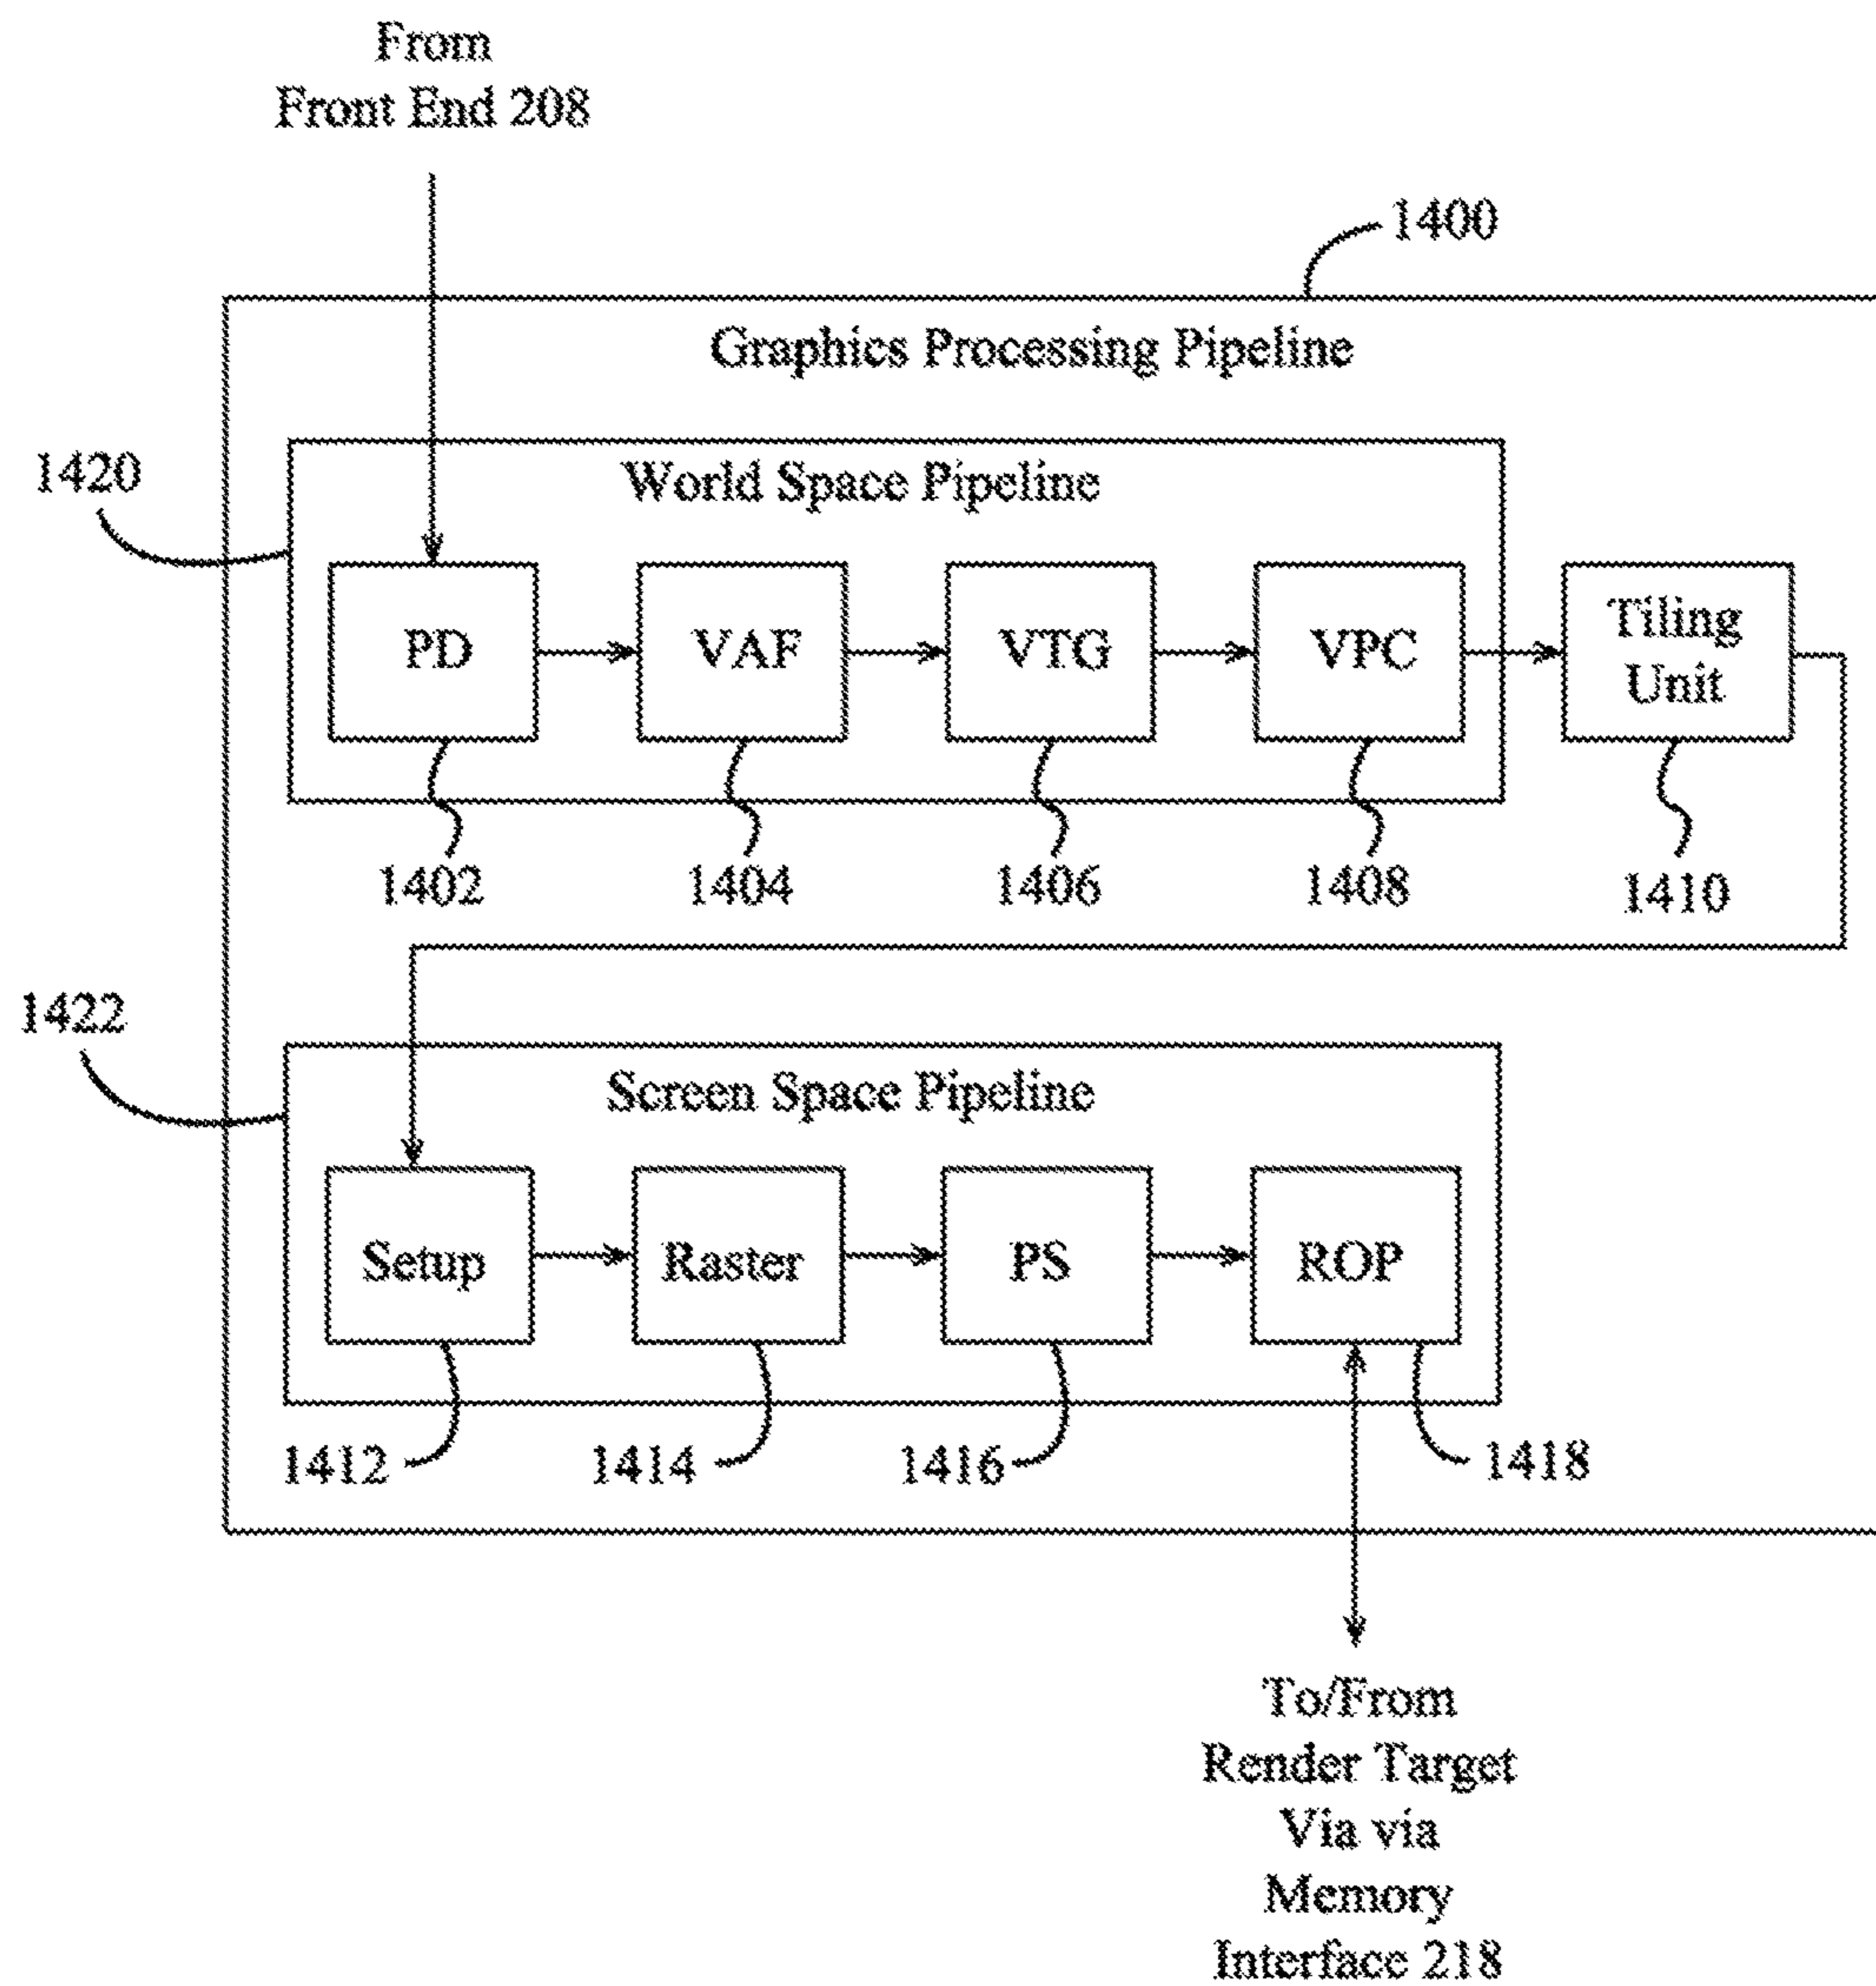 From
Front End 208
1400
Graphics Processing Pipeline
1420
World Space Pipeline
PD
VAF
VTG
VPC
Tiling
Unit
1402
1404
1406
1408
1410
1422
Screen Space Pipeline
Setup
Raster
PS
ROP
1412
1414
1416
1418
To/From
Render Target
Via via
Memory
Interface 218